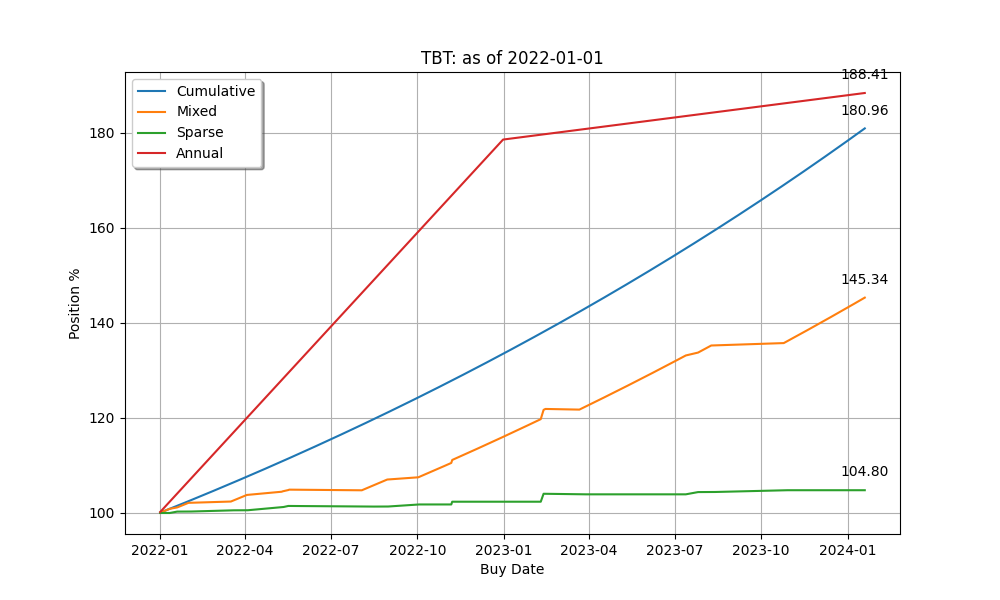 TBT: as of 2022-01-01
Cumulative
Mixed
Sparse
Annual
188.41
180.96
145.34
104.80
180
160
140
120
100
Position %
2022-01 2022-04 2022-07 2022-10 2023-01 2023-04 2023-07 2023-10 2024-01
Buy Date